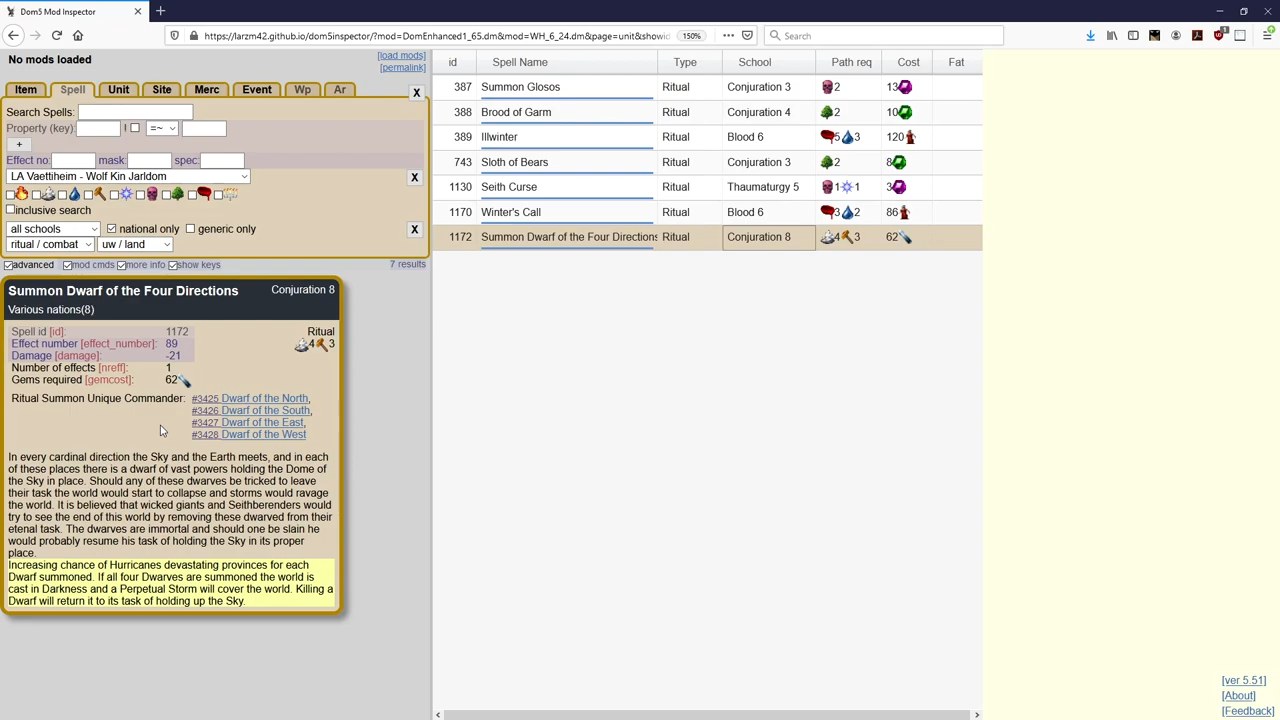 Dom5 Mod Inspector
https://larzm42.github.io/dom5inspector/?mod=DomEnhanced1_65.dm&mod=WH_6_24.dm&page=unit&showid
150%
Search
No mods loaded
[load mods]
[permalink]
Item
Spell
Unit
Site
Merc
Event
Wp
Ar
X
Search Spells:
Property (key): ! =~
+
Effect no: mask: spec:
LA Vaettiheim - Wolf Kin Jarldom
X
inclusive search
all schools
national only
generic only
X
ritual / combat
uw / land
advanced
mod cmds
more info
show keys
7 results
Summon Dwarf of the Four Directions
Conjuration 8
Various nations(8)
Spell id [id]: 1172
Ritual
Effect number [effect_number]: 89
4 3
Damage [damage]: -21
Number of effects [nreff]: 1
Gems required [gemcost]: 62
Ritual Summon Unique Commander: #3425 Dwarf of the North,
#3426 Dwarf of the South,
#3427 Dwarf of the East,
#3428 Dwarf of the West
In every cardinal direction the Sky and the Earth meets, and in each
of these places there is a dwarf of vast powers holding the Dome of
the Sky in place. Should any of these dwarves be tricked to leave
their task the world would start to collapse and storms would ravage
the world. It is believed that wicked giants and Seithberenders would
try to see the end of this world by removing these dwarved from their
etenal task. The dwarves are immortal and should one be slain he
would probably resume his task of holding the Sky in its proper
place.
Increasing chance of Hurricanes devastating provinces for each
Dwarf summoned. If all four Dwarves are summoned the world is
cast in Darkness and a Perpetual Storm will cover the world. Killing a
Dwarf will return it to its task of holding up the Sky.
id Spell Name Type School Path req Cost Fat
387 Summon Glosos Ritual Conjuration 3 2 13
388 Brood of Garm Ritual Conjuration 4 2 10
389 Illwinter Ritual Blood 6 5 3 120
743 Sloth of Bears Ritual Conjuration 3 2 8
1130 Seith Curse Ritual Thaumaturgy 5 1 1 3
1170 Winter's Call Ritual Blood 6 3 2 86
1172 Summon Dwarf of the Four Directions Ritual Conjuration 8 4 3 62
[ver 5.51]
[About]
[Feedback]